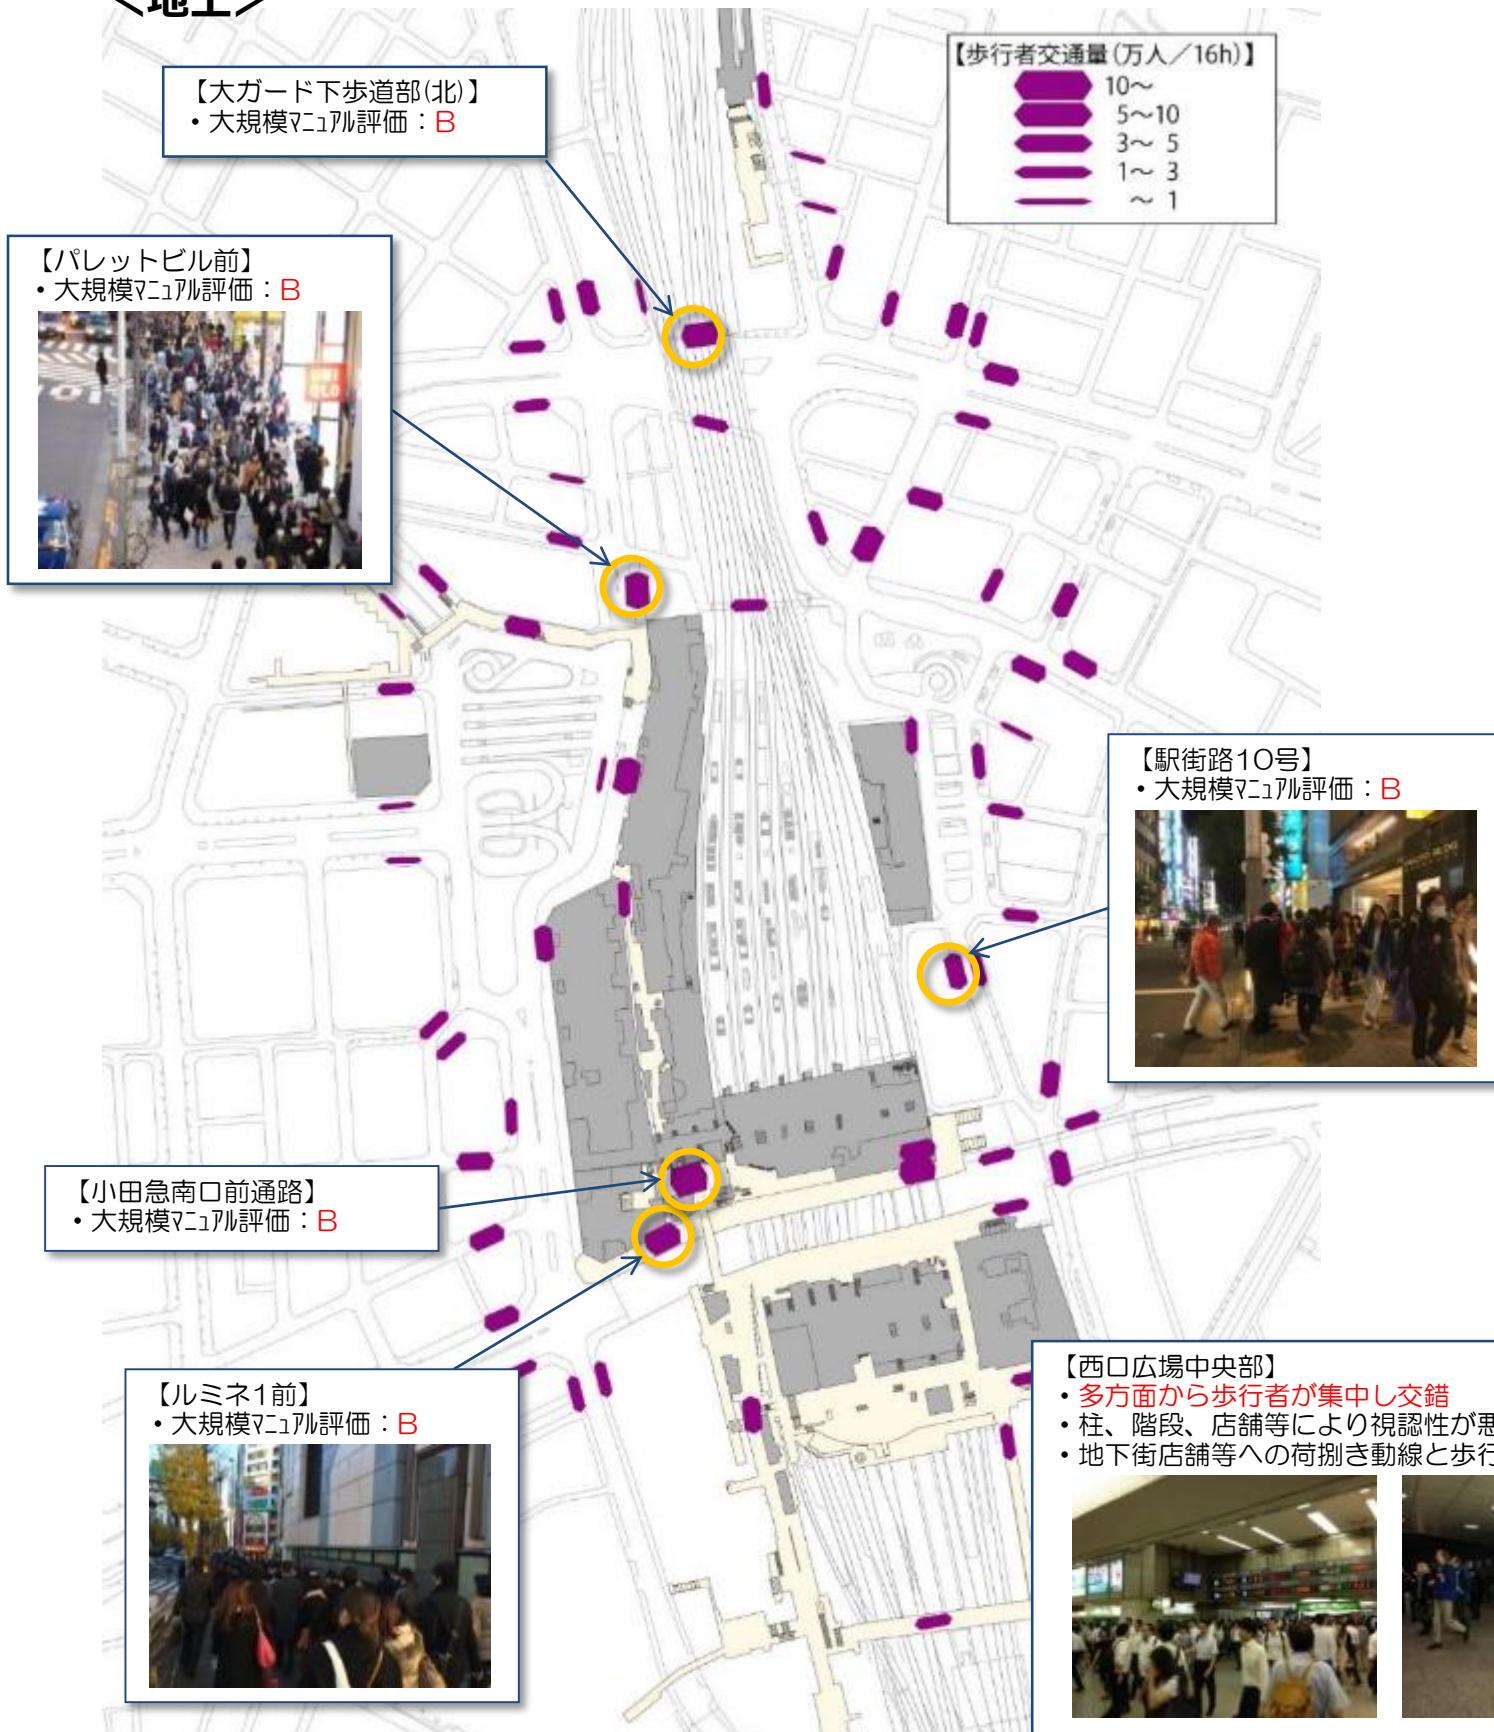 ＜地上＞
【歩行者交通量(万人／16h)】
10～
5～10
3～ 5
1～ 3
～ 1
【大ガード下歩道部(北)】
・大規模ﾏﾆｭｱﾙ評価：B
【パレットビル前】
・大規模ﾏﾆｭｱﾙ評価：B
UNI
QLO
【駅街路10号】
・大規模ﾏﾆｭｱﾙ評価：B
【小田急南口前通路】
・大規模ﾏﾆｭｱﾙ評価：B
【ルミネ1前】
・大規模ﾏﾆｭｱﾙ評価：B
【西口広場中央部】
・多方面から歩行者が集中し交錯
・柱、階段、店舗等により視認性が悪
・地下街店舗等への荷捌き動線と歩行